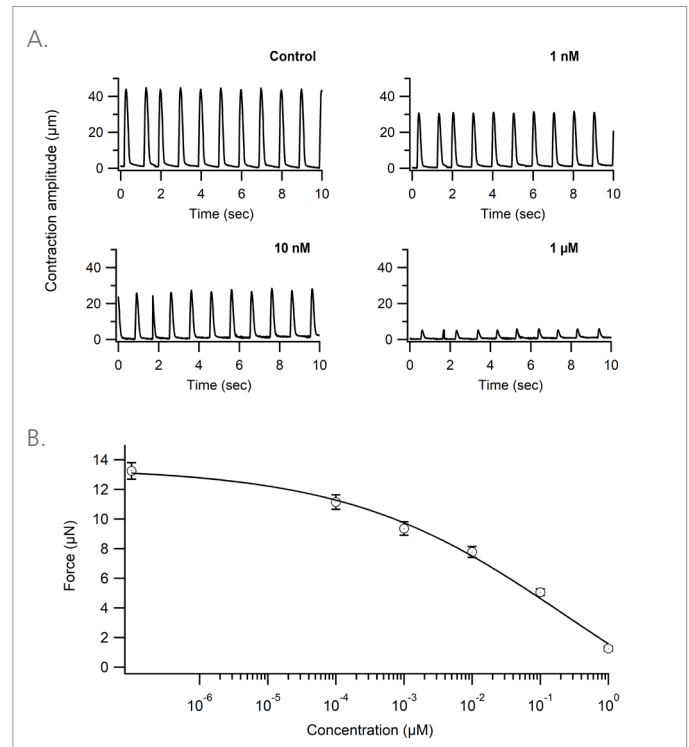 A.
Control
1 nM
Contraction amplitude (μm)
40
20
0
0 2 4 6 8 10
Time (sec)
40
20
0
0 2 4 6 8 10
Time (sec)
10 nM
1 μM
40
20
0
0 2 4 6 8 10
Time (sec)
40
20
0
0 2 4 6 8 10
Time (sec)
B.
Force (μN)
14
12
10
8
6
4
2
0
10⁻⁶ 10⁻⁵ 10⁻⁴ 10⁻³ 10⁻² 10⁻¹ 10⁰
Concentration (μM)